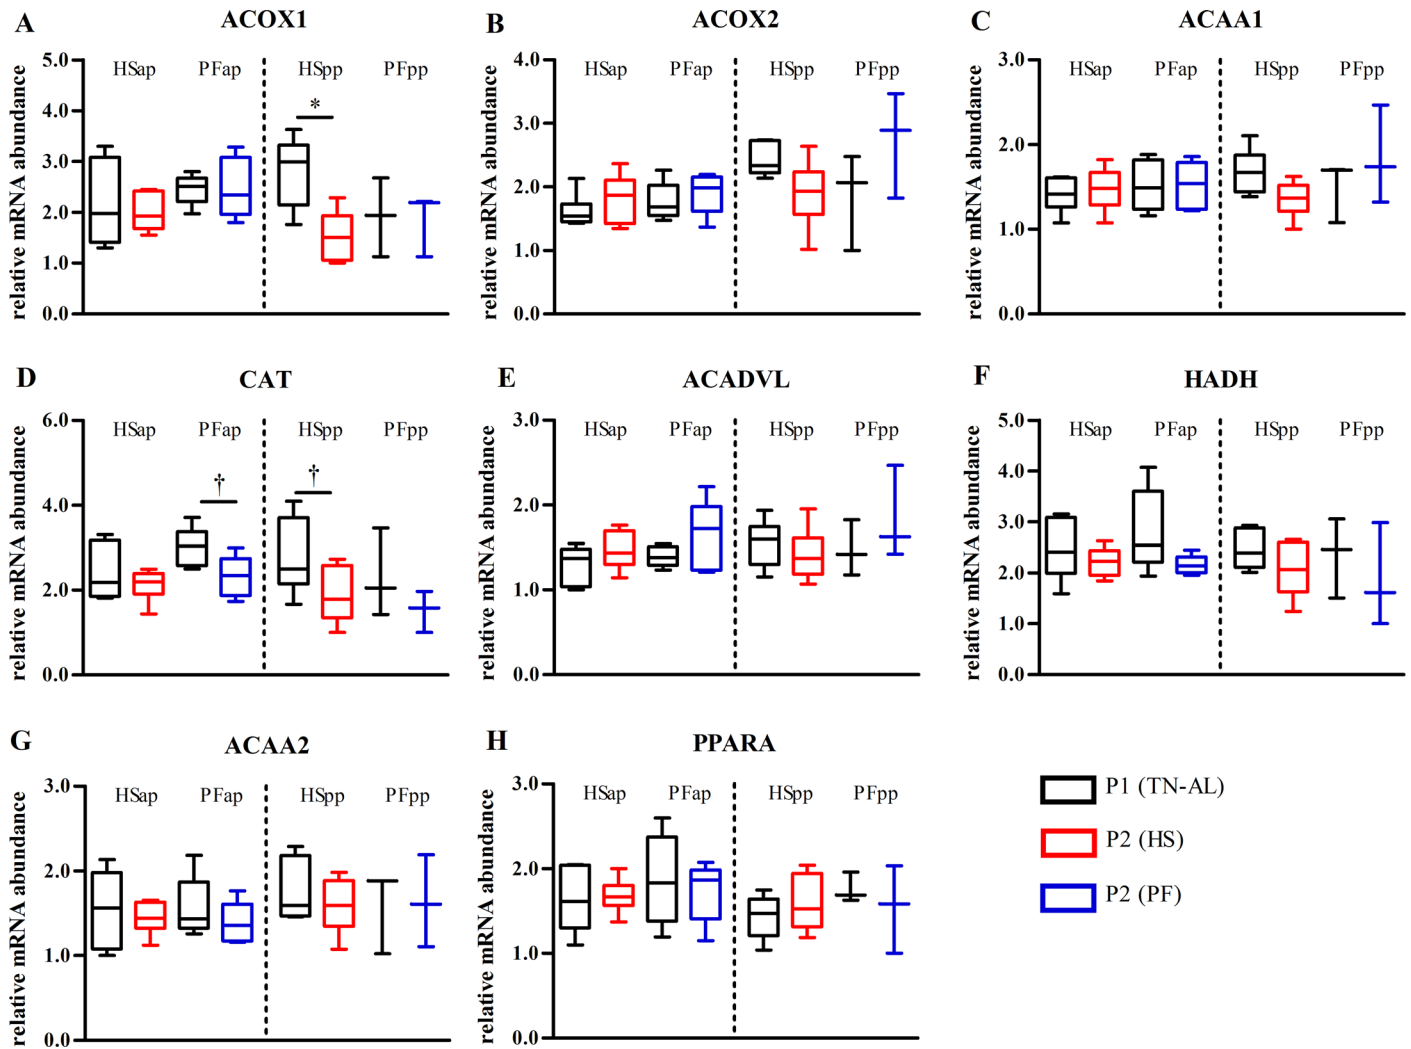 A ACOX1
relative mRNA abundance
5.0
4.0
3.0
2.0
1.0
0.0
HSap PFap HSpp PFpp
*
B ACOX2
relative mRNA abundance
4.0
3.0
2.0
1.0
0.0
HSap PFap HSpp PFpp
C ACAA1
relative mRNA abundance
3.0
2.0
1.0
0.0
HSap PFap HSpp PFpp
D CAT
relative mRNA abundance
6.0
4.0
2.0
0.0
HSap PFap HSpp PFpp
† †
E ACADVL
relative mRNA abundance
3.0
2.0
1.0
0.0
HSap PFap HSpp PFpp
F HADH
relative mRNA abundance
5.0
4.0
3.0
2.0
1.0
0.0
HSap PFap HSpp PFpp
G ACAA2
relative mRNA abundance
3.0
2.0
1.0
0.0
HSap PFap HSpp PFpp
H PPARA
relative mRNA abundance
3.0
2.0
1.0
0.0
HSap PFap HSpp PFpp
P1 (TN-AL)
P2 (HS)
P2 (PF)